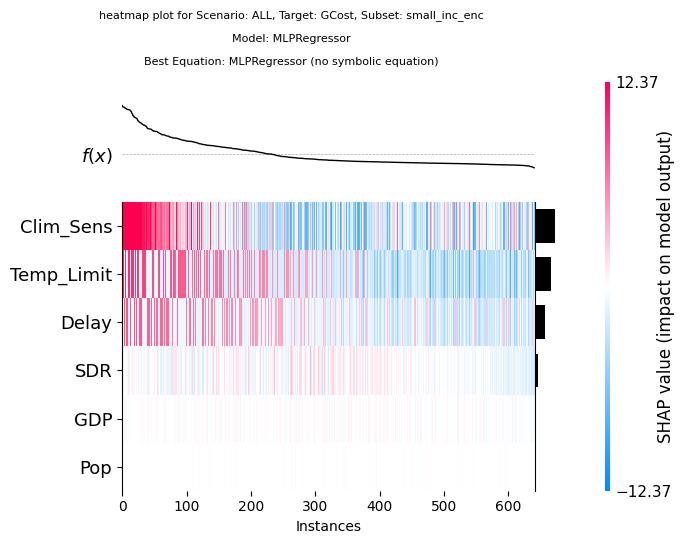 heatmap plot for Scenario: ALL, Target: GCost, Subset: small_inc_enc
Model: MLPRegressor
Best Equation: MLPRegressor (no symbolic equation)
12.37
f(x)
Clim_Sens
Temp_Limit
Delay
SDR
GDP
Pop
SHAP value (impact on model output)
−12.37
0 100 200 300 400 500 600
Instances